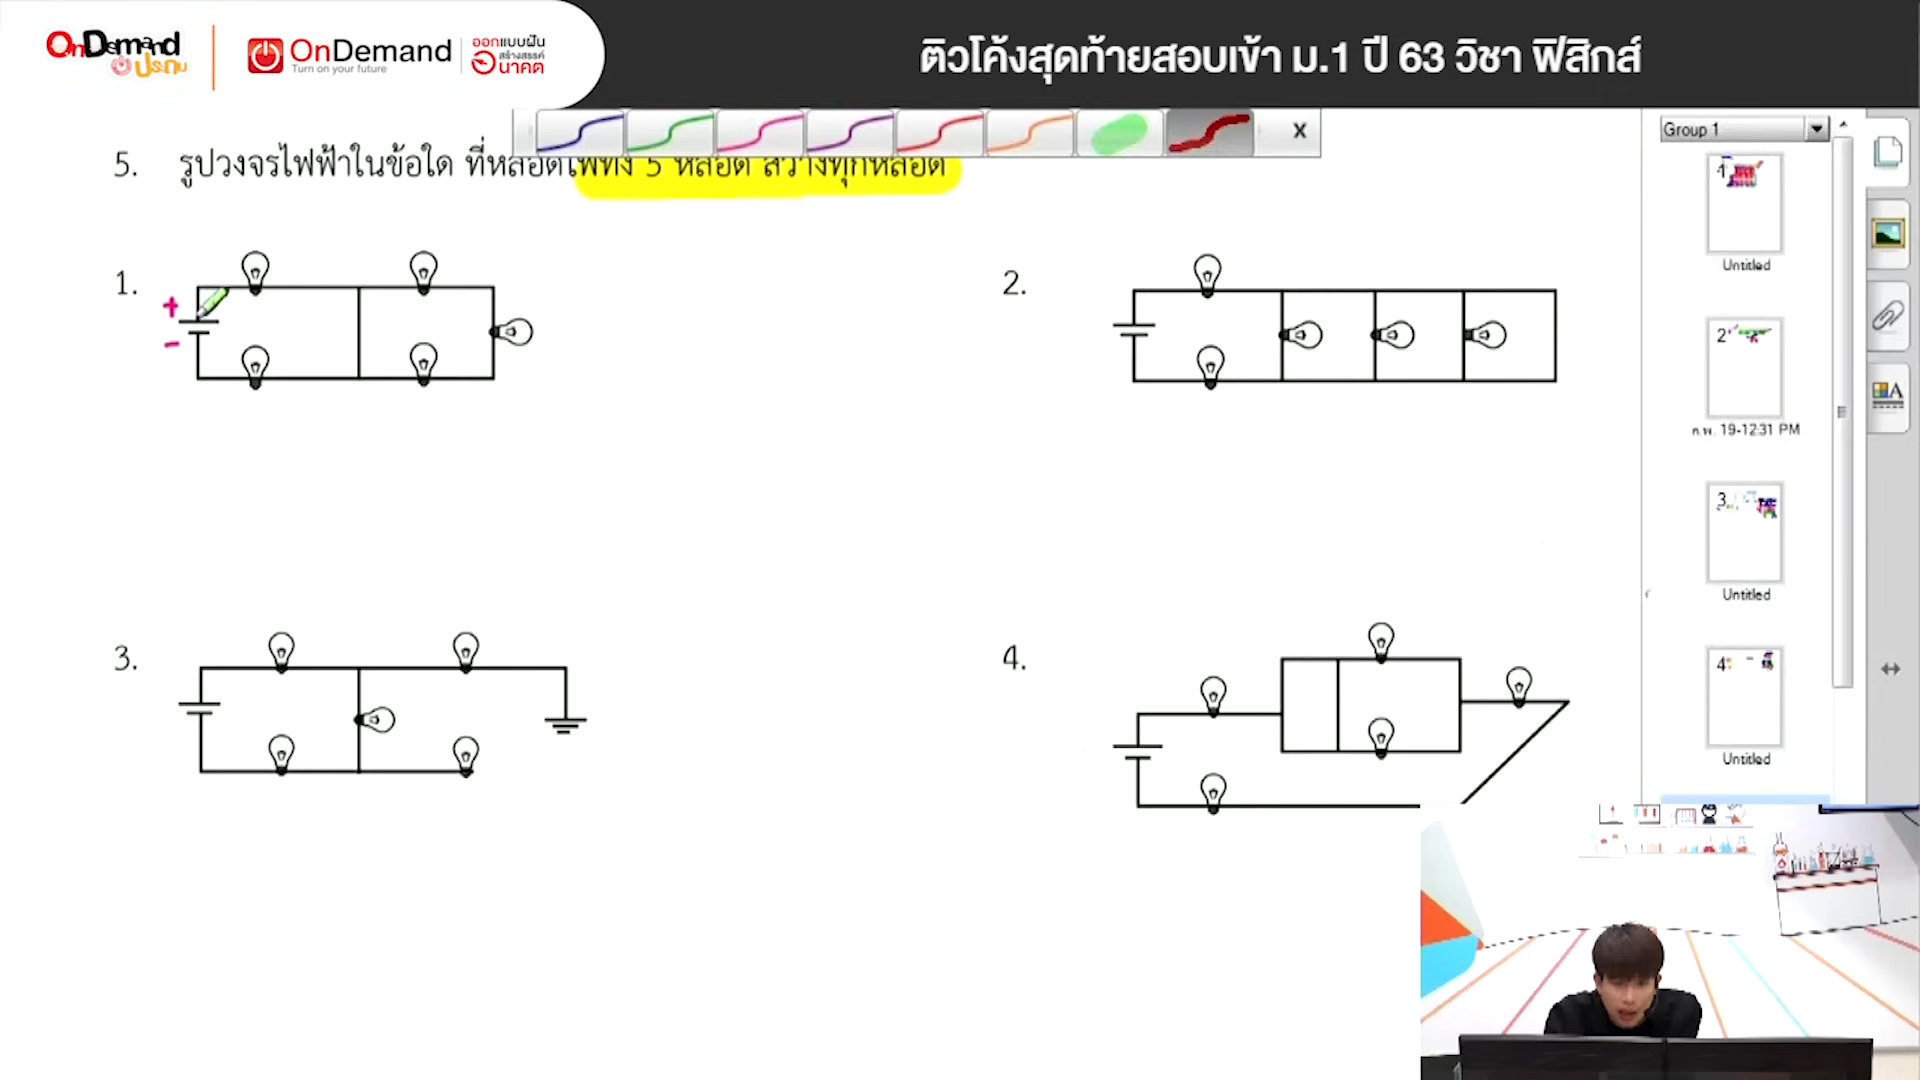 OnDemand ประถม
OnDemand
Turn on your future
ออกแบบฝัน
สร้างสรรค์
อนาคต
ติวโค้งสุดท้ายสอบเข้า ม.1 ปี 63 วิชา ฟิสิกส์
X
Group 1
5. รูปวงจรไฟฟ้าในข้อใด ที่หลอดไฟทั้ง 5 หลอด สว่างทุกหลอด
1.
+
-
2.
3.
4.
1
Untitled
2
ก.พ. 19-12:31 PM
3
Untitled
4
Untitled
A